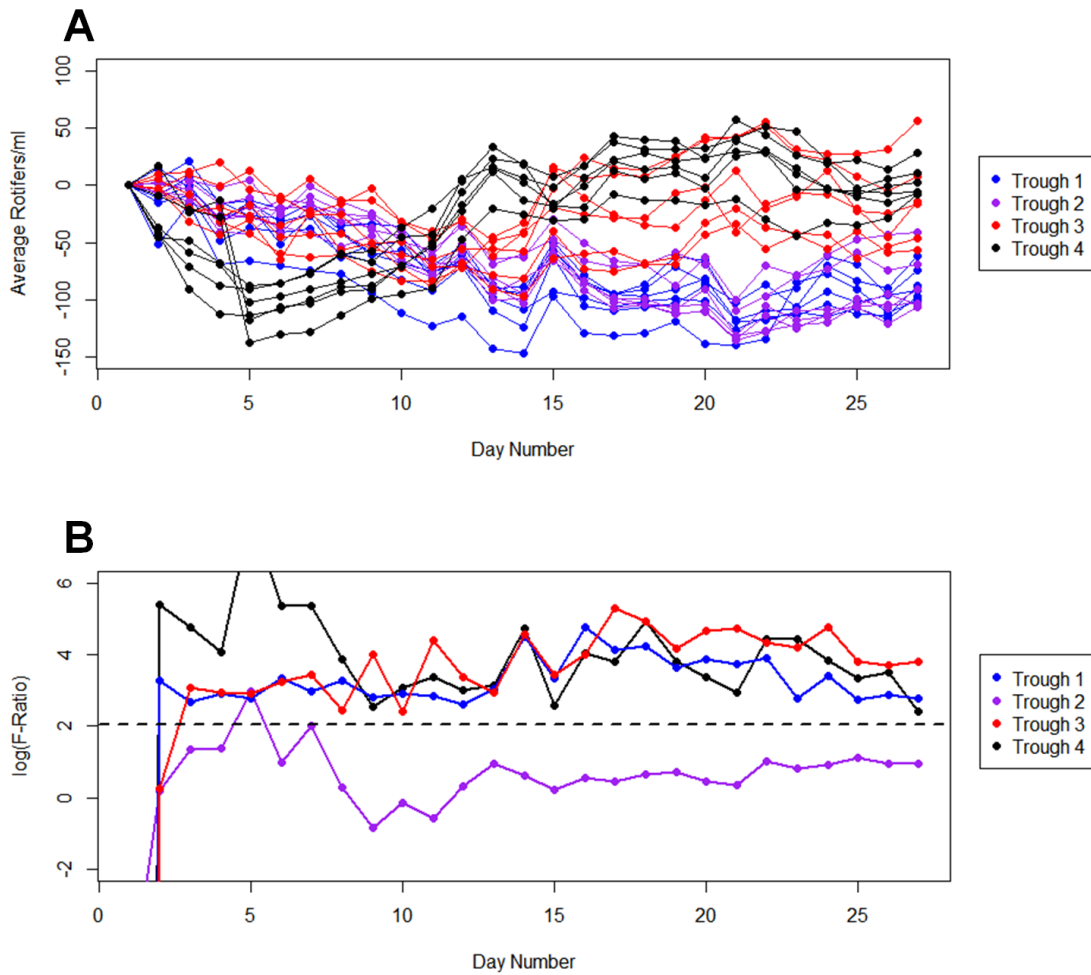 A
Average Rotifers/ml
100
50
0
-50
-100
-150
0 5 10 15 20 25
Day Number
Trough 1
Trough 2
Trough 3
Trough 4
B
log(F-Ratio)
6
4
2
0
-2
0 5 10 15 20 25
Day Number
Trough 1
Trough 2
Trough 3
Trough 4